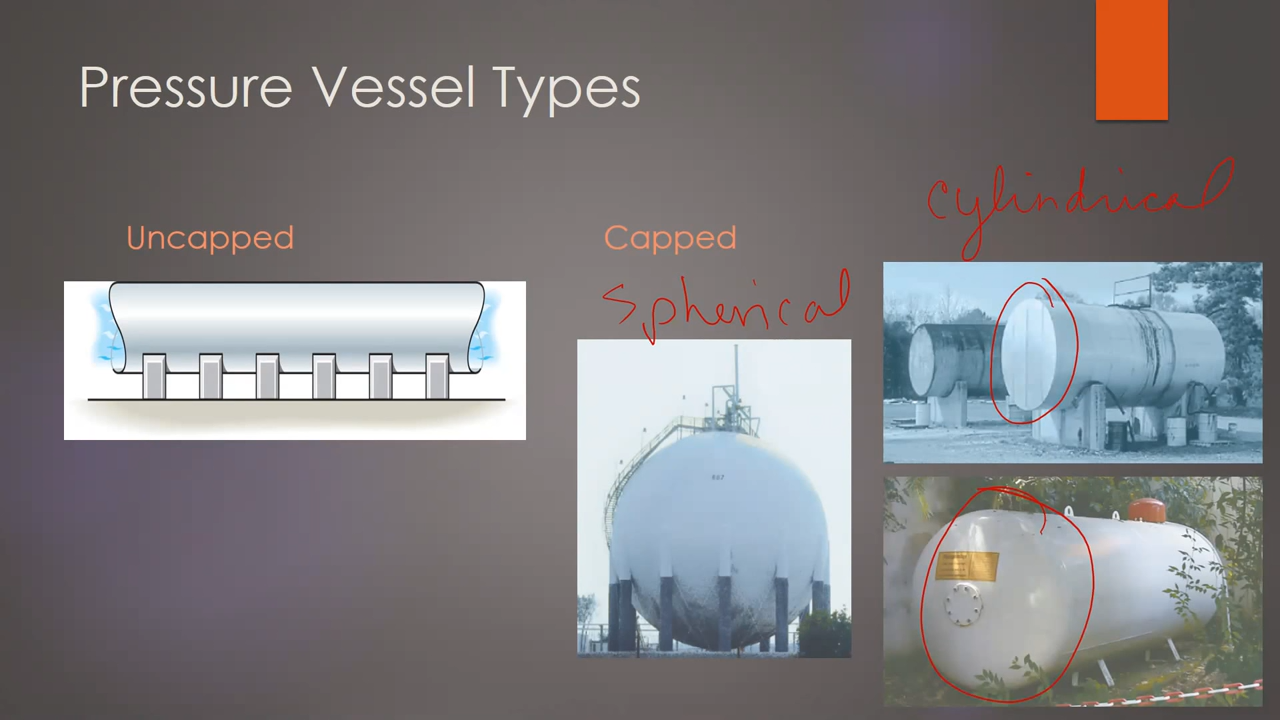 Pressure Vessel Types
Uncapped
Capped
cylindrical
Spherical